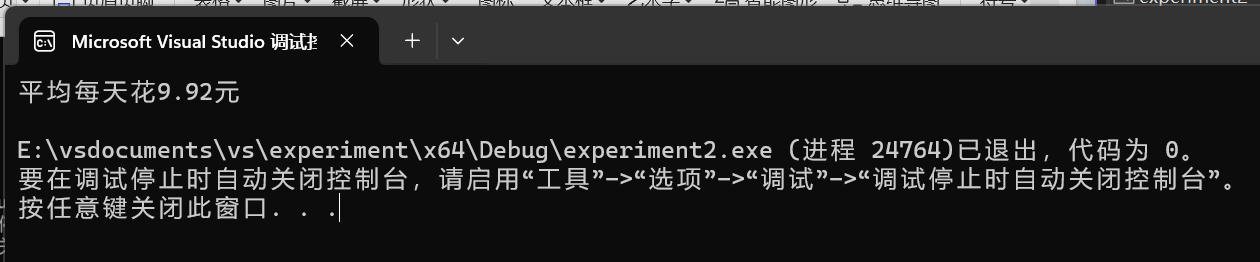 experiment2
Microsoft Visual Studio 调试控
平均每天花9.92元
E:\vsdocuments\vs\experiment\x64\Debug\experiment2.exe (进程 24764)已退出，代码为 0。
要在调试停止时自动关闭控制台，请启用“工具”->“选项”->“调试”->“调试停止时自动关闭控制台”。
按任意键关闭此窗口. . .